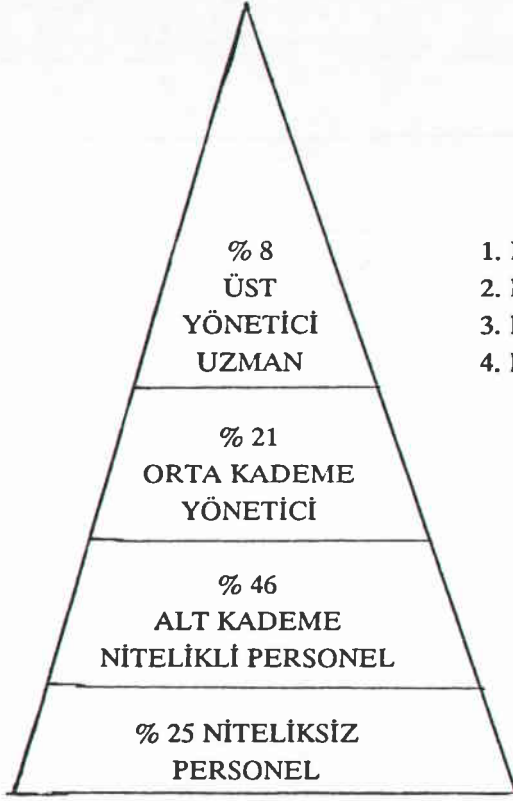 % 8
ÜST
YÖNETİCİ
UZMAN
% 21
ORTA KADEME
YÖNETİCİ
% 46
ALT KADEME
NİTELİKLİ PERSONEL
% 25 NİTELİKSİZ
PERSONEL
1.
2.
3.
4.